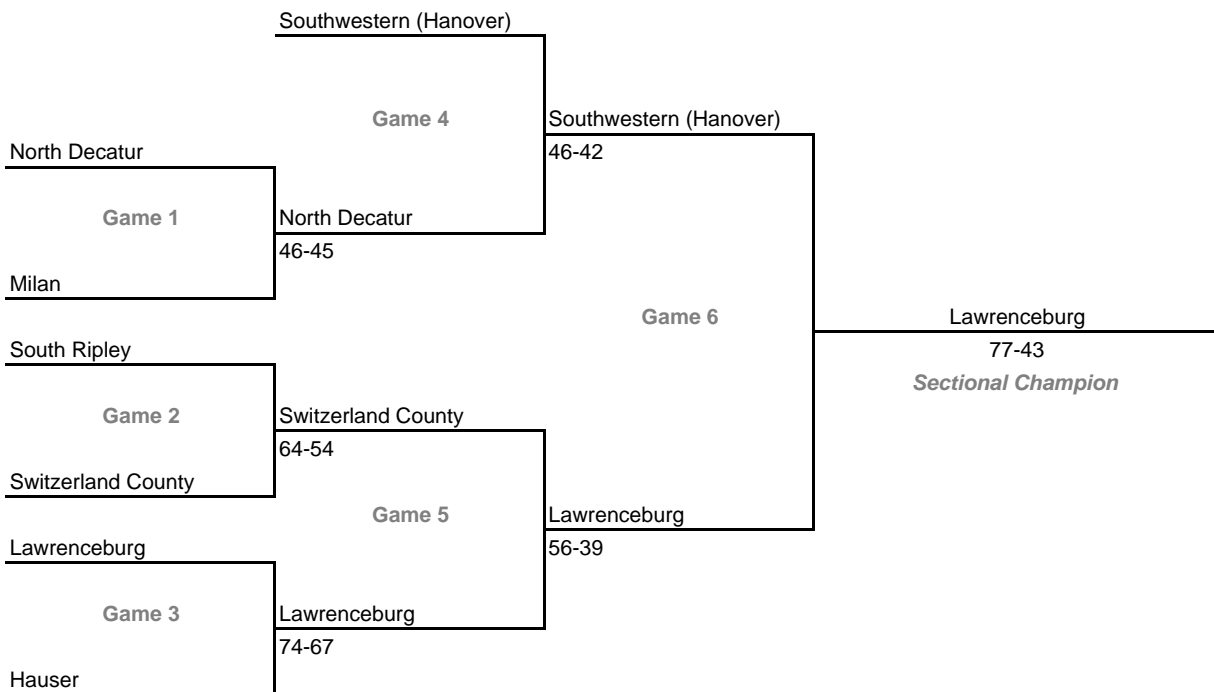 Southwestern (Hanover)
Game 4
Southwestern (Hanover)
North Decatur
46-42
Game 1
North Decatur
46-45
Milan
Game 6
Lawrenceburg
South Ripley
77-43
Sectional Champion
Game 2
Switzerland County
64-54
Switzerland County
Game 5
Lawrenceburg
Lawrenceburg
56-39
Game 3
Lawrenceburg
74-67
Hauser